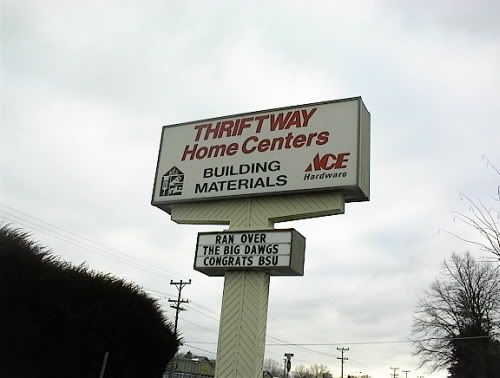 THRIFTWAY
Home Centers
BUILDING
MATERIALS
ACE
Hardware
RAN OVER
THE BIG DAWGS
CONGRATS BSU